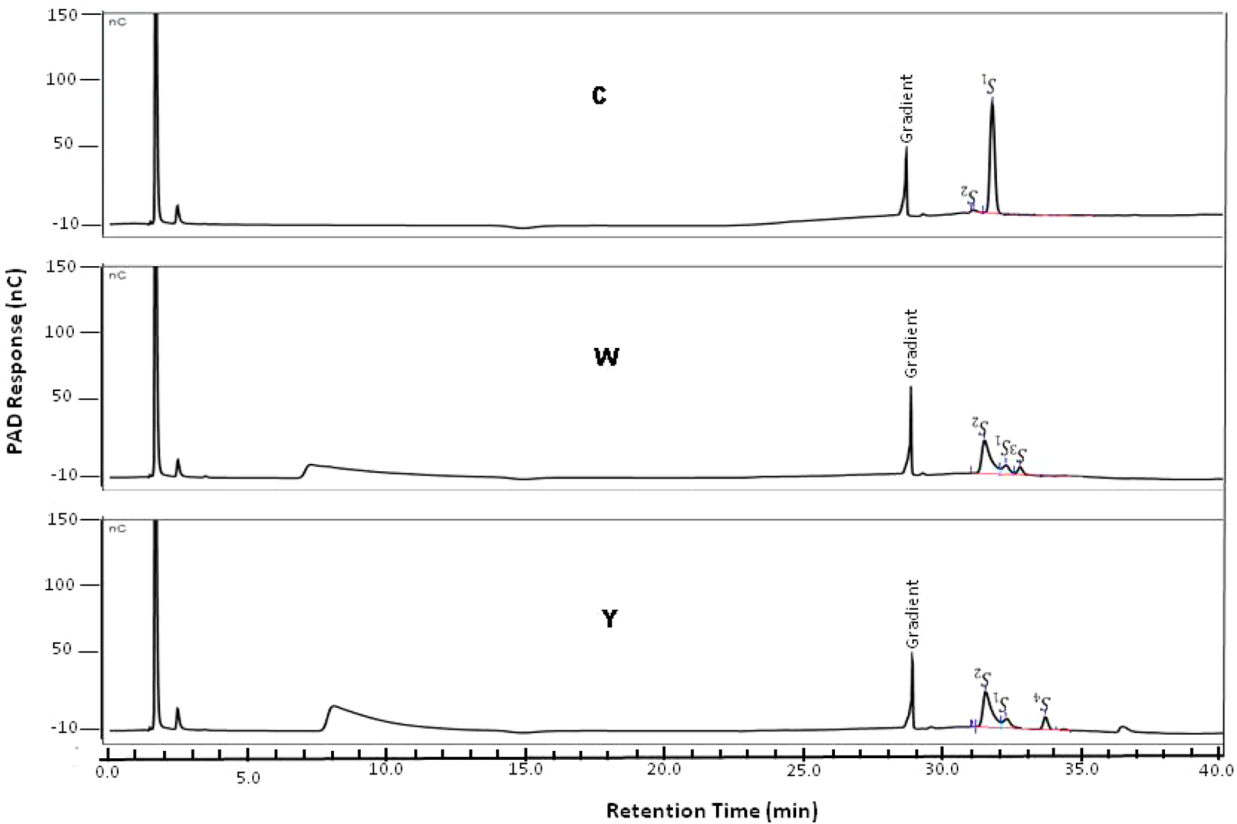 150
nC
100
50
-10
C
Gradient
S2
S1
150
nC
100
50
-10
W
Gradient
S2
S1
S3
150
nC
100
50
-10
Y
Gradient
S2
S1
S4
PAD Response (nC)
0.0 5.0 10.0 15.0 20.0 25.0 30.0 35.0 40.0
Retention Time (min)